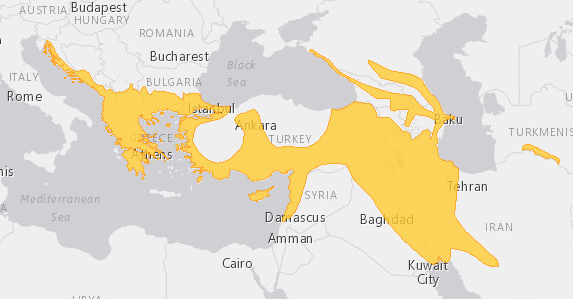 AUSTRIA
Budapest
HUNGARY
ROMANIA
Bucharest
Black
Sea
ITALY
Rome
BULGARIA
Istanbul
Ankara
Baku
GREECE
Athens
TURKEY
TURKMENIS
nis
Tehran
Mediterranean
Sea
SYRIA
Damascus
Baghdad
IRAN
Amman
Cairo
Kuwait
City